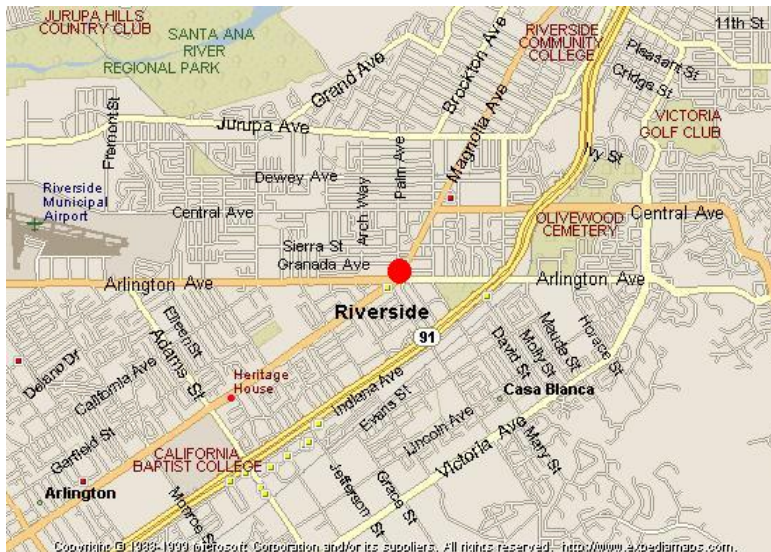 JURUPA HILLS
COUNTRY CLUB
SANTA ANA
RIVER
REGIONAL PARK
RIVERSIDE
COMMUNITY
COLLEGE
11th St
Pleasant St
Cridge St
Grand Ave
Brockton Ave
VICTORIA
GOLF CLUB
Fremont St
Jurupa Ave
Magnolia Ave
Ivy St
Dewey Ave
Palm Ave
Arch Way
Riverside
Municipal
Airport
Central Ave
OLIVEWOOD
CEMETERY
Central Ave
Sierra St
Granada Ave
Arlington Ave
Arlington Ave
Riverside
91
Eileen St
Adams St
Delano Dr
California Ave
Heritage
House
Indiana Ave
Evans St
David St
Molly St
Maude St
Horace St
Casa Blanca
Lincoln Ave
Victoria Ave
Mary St
Garfield St
CALIFORNIA
BAPTIST COLLEGE
Arlington
Monroe St
Jefferson St
Grace St
Copyright © 1988-1999 Microsoft Corporation and/or its suppliers. All rights reserved. http://www.expediamaps.com.